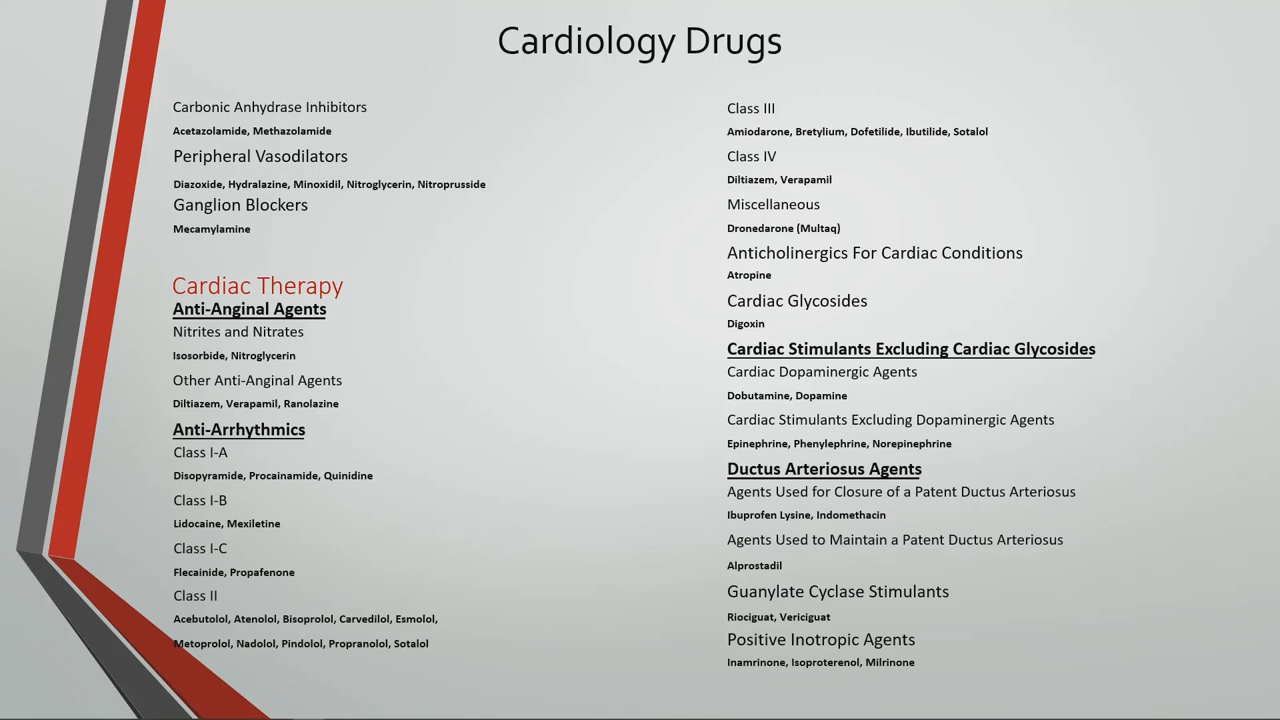 Cardiology Drugs
Carbonic Anhydrase Inhibitors
Acetazolamide, Methazolamide
Peripheral Vasodilators
Diazoxide, Hydralazine, Minoxidil, Nitroglycerin, Nitroprusside
Ganglion Blockers
Mecamylamine
Cardiac Therapy
Anti-Anginal Agents
Nitrites and Nitrates
Isosorbide, Nitroglycerin
Other Anti-Anginal Agents
Diltiazem, Verapamil, Ranolazine
Anti-Arrhythmics
Class I-A
Disopyramide, Procainamide, Quinidine
Class I-B
Lidocaine, Mexiletine
Class I-C
Flecainide, Propafenone
Class II
Acebutolol, Atenolol, Bisoprolol, Carvedilol, Esmolol,
Metoprolol, Nadolol, Pindolol, Propranolol, Sotalol
Class III
Amiodarone, Bretylium, Dofetilide, Ibutilide, Sotalol
Class IV
Diltiazem, Verapamil
Miscellaneous
Dronedarone (Multaq)
Anticholinergics For Cardiac Conditions
Atropine
Cardiac Glycosides
Digoxin
Cardiac Stimulants Excluding Cardiac Glycosides
Cardiac Dopaminergic Agents
Dobutamine, Dopamine
Cardiac Stimulants Excluding Dopaminergic Agents
Epinephrine, Phenylephrine, Norepinephrine
Ductus Arteriosus Agents
Agents Used for Closure of a Patent Ductus Arteriosus
Ibuprofen Lysine, Indomethacin
Agents Used to Maintain a Patent Ductus Arteriosus
Alprostadil
Guanylate Cyclase Stimulants
Riociguat, Vericiguat
Positive Inotropic Agents
Inamrinone, Isoproterenol, Milrinone